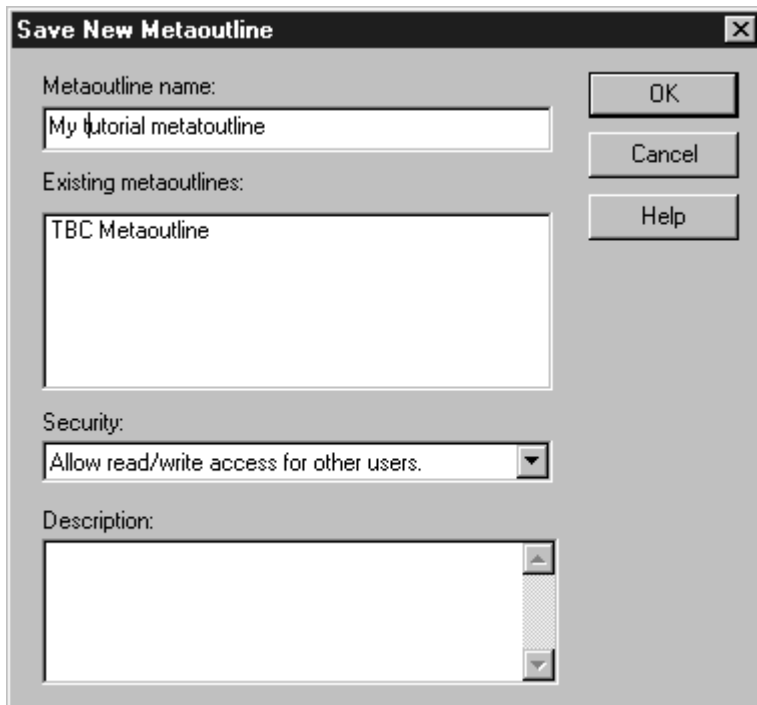 Save New Metaoutline
Metaoutline name:
OK
My tutorial metatoutline
Cancel
Existing metaoutlines:
Help
TBC Metaoutline
Security:
Allow read/write access for other users.
Description: